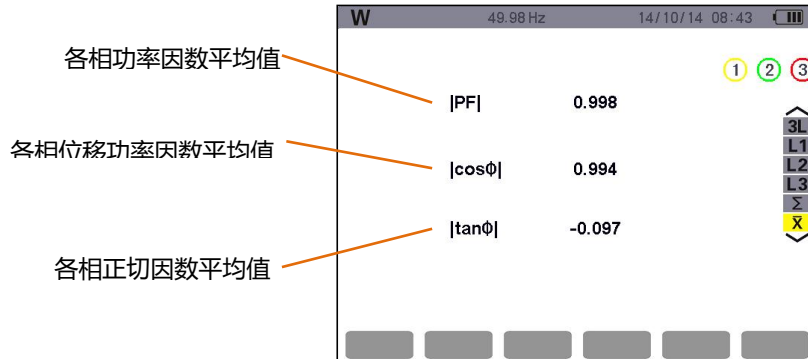 W 49.98 Hz 14/10/14 08:43
各相功率因数平均值
1 2 3
|PF| 0.998
3L
L1
各相位移功率因数平均值
|cosΦ| 0.994
L2
L3
Σ
|tanΦ| -0.097
X̄
各相正切因数平均值